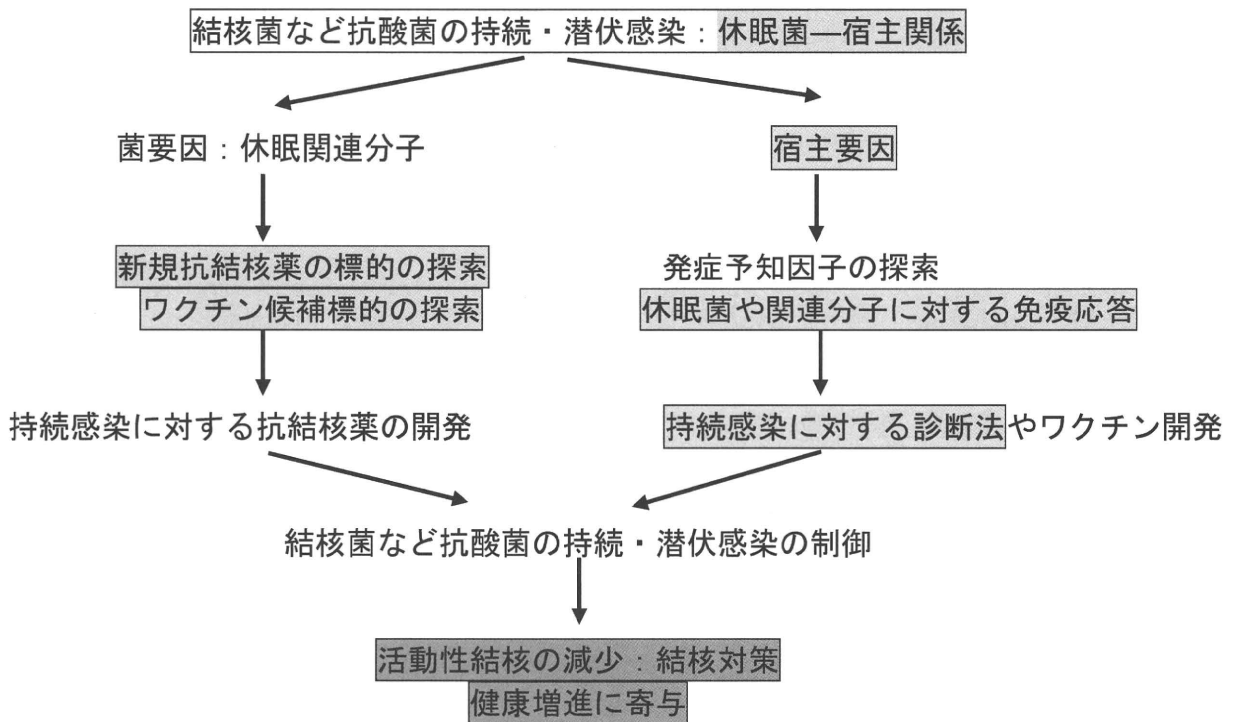 結核菌など抗酸菌の持続・潜伏感染：休眠菌―宿主関係
菌要因：休眠関連分子
宿主要因
新規抗結核薬の標的の探索
ワクチン候補標的の探索
発症予知因子の探索
休眠菌や関連分子に対する免疫応答
持続感染に対する抗結核薬の開発
持続感染に対する診断法やワクチン開発
結核菌など抗酸菌の持続・潜伏感染の制御
活動性結核の減少：結核対策
健康増進に寄与